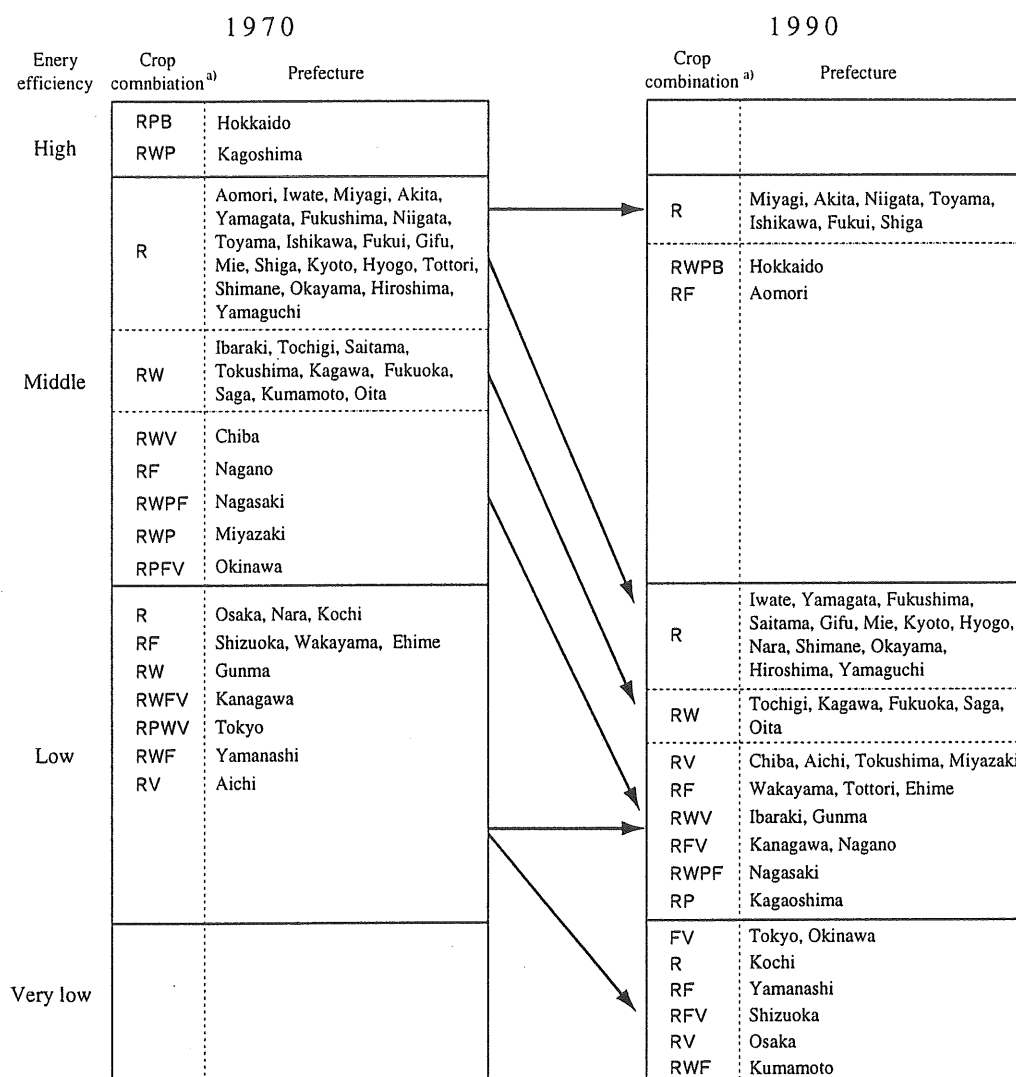 1970
Enery efficiency
Crop comnbiation a)
Prefecture
High
RPB Hokkaido
RWP Kagoshima
Middle
R
Aomori, Iwate, Miyagi, Akita,
Yamagata, Fukushima, Niigata,
Toyama, Ishikawa, Fukui, Gifu,
Mie, Shiga, Kyoto, Hyogo, Tottori,
Shimane, Okayama, Hiroshima,
Yamaguchi
RW
Ibaraki, Tochigi, Saitama,
Tokushima, Kagawa, Fukuoka,
Saga, Kumamoto, Oita
RWV Chiba
RF Nagano
RWPF Nagasaki
RWP Miyazaki
RPFV Okinawa
Low
R Osaka, Nara, Kochi
RF Shizuoka, Wakayama, Ehime
RW Gunma
RWFV Kanagawa
RPWV Tokyo
RWF Yamanashi
RV Aichi
Very low
1990
Crop
combination a)
Prefecture
R
Miyagi, Akita, Niigata, Toyama,
Ishikawa, Fukui, Shiga
RWPB Hokkaido
RF Aomori
R
Iwate, Yamagata, Fukushima,
Saitama, Gifu, Mie, Kyoto, Hyogo,
Nara, Shimane, Okayama,
Hiroshima, Yamaguchi
RW
Tochigi, Kagawa, Fukuoka, Saga,
Oita
RV Chiba, Aichi, Tokushima, Miyazaki
RF Wakayama, Tottori, Ehime
RWV Ibaraki, Gunma
RFV Kanagawa, Nagano
RWPF Nagasaki
RP Kagaoshima
FV Tokyo, Okinawa
R Kochi
RF Yamanashi
RFV Shizuoka
RV Osaka
RWF Kumamoto